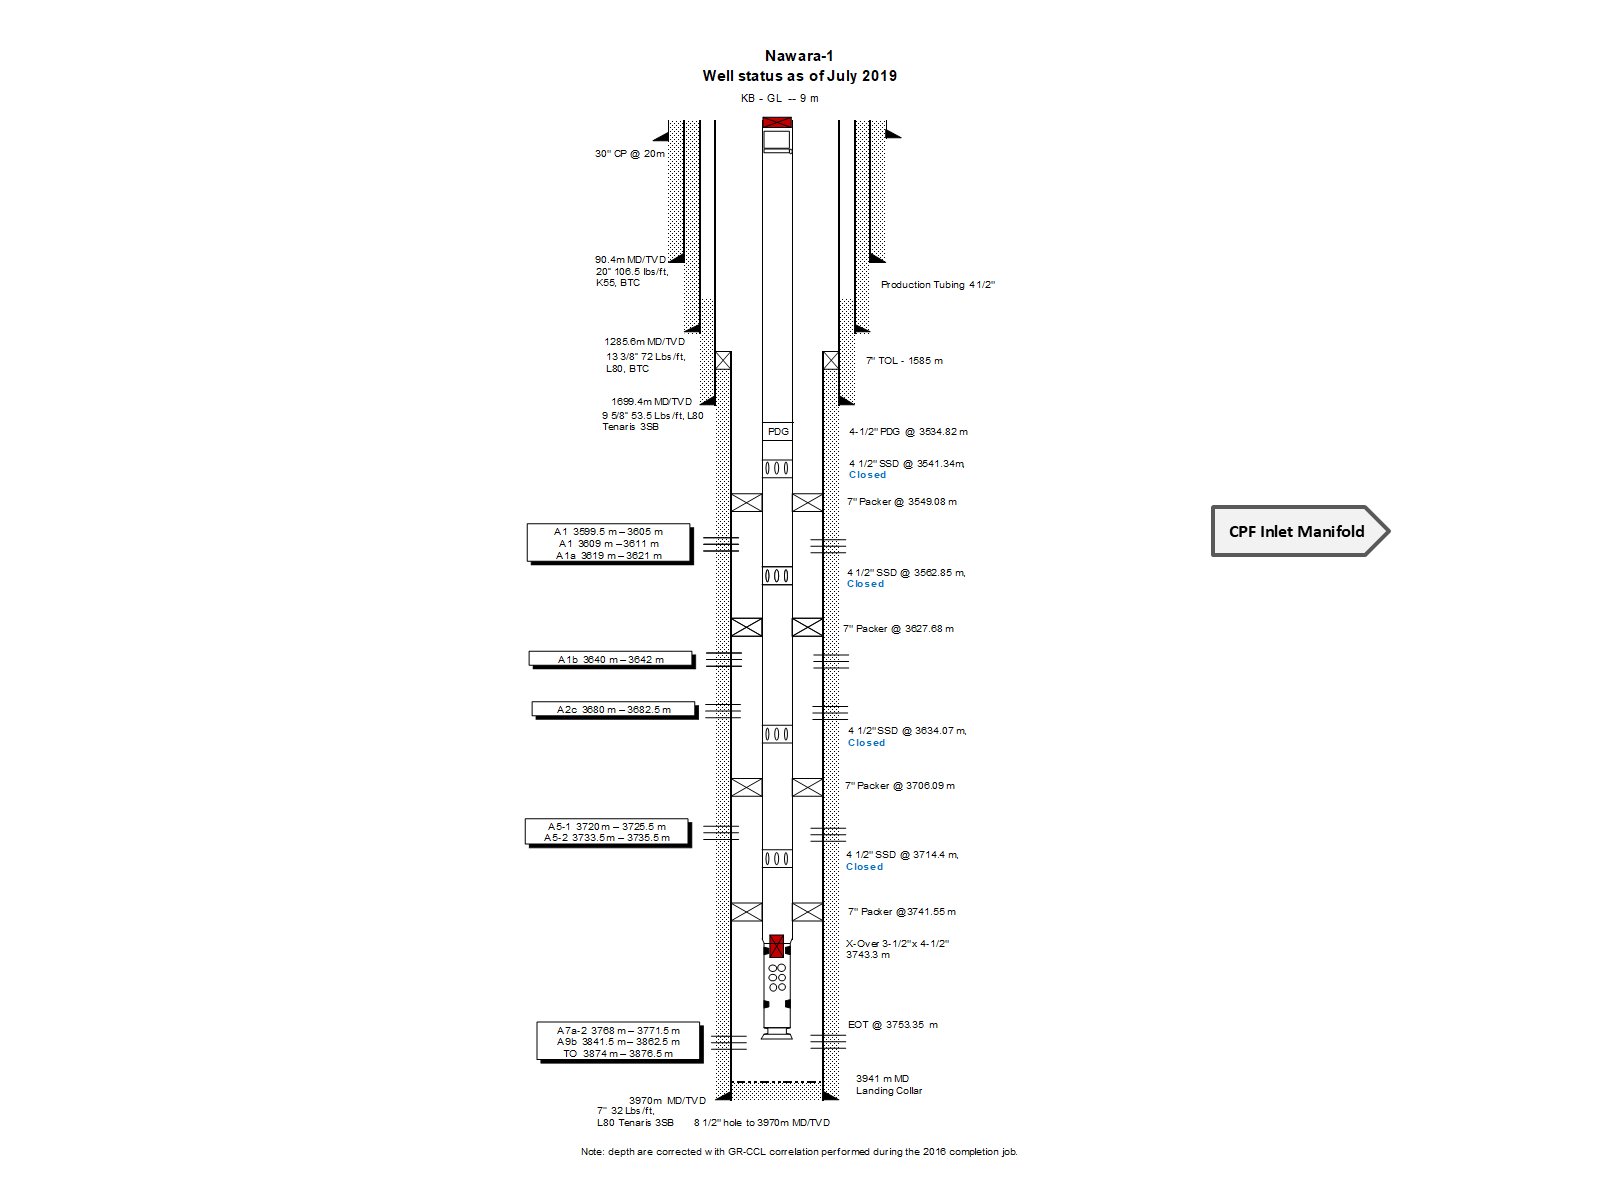 Nawara-1
Well status as of July 2019
KB - GL -- 9 m
30" CP @ 20m
90.4m MD/TVD
20" 106.5 lbs/ft,
K55, BTC
Production Tubing 4 1/2"
1285.6m MD/TVD
13 3/8" 72 Lbs/ft,
L80, BTC
7" TOL - 1585 m
1699.4m MD/TVD
9 5/8" 53.5 Lbs/ft, L80
Tenaris 3SB
PDG
4-1/2" PDG @ 3534.82 m
4 1/2" SSD @ 3541.34m,
Closed
7" Packer @ 3549.08 m
A1 3599.5 m – 3605 m
A1 3609 m – 3611 m
A1a 3619 m – 3621 m
CPF Inlet Manifold
4 1/2" SSD @ 3562.85 m,
Closed
7" Packer @ 3627.68 m
A1b 3640 m – 3642 m
A2c 3680 m – 3682.5 m
4 1/2" SSD @ 3634.07 m,
Closed
7" Packer @ 3706.09 m
A5-1 3720m – 3725.5 m
A5-2 3733.5m – 3735.5 m
4 1/2" SSD @ 3714.4 m,
Closed
7" Packer @3741.55 m
X-Over 3-1/2" x 4-1/2"
3743.3 m
EOT @ 3753.35 m
A7a-2 3768 m – 3771.5 m
A9b 3841.5 m – 3862.5 m
TO 3874 m – 3876.5 m
3941 m MD
Landing Collar
3970m MD/TVD
7" 32 Lbs/ft,
L80 Tenaris 3SB
8 1/2" hole to 3970m MD/TVD
Note: depth are corrected with GR-CCL correlation performed during the 2016 completion job.